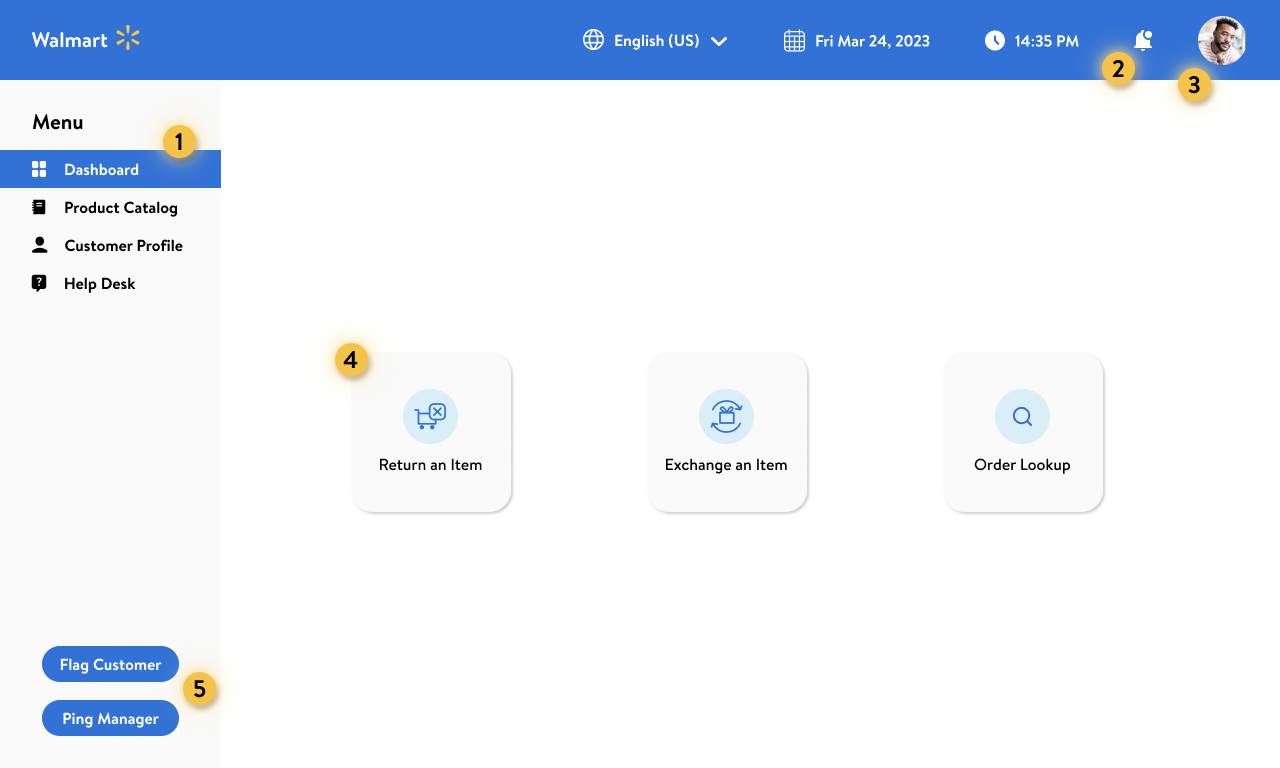 Walmart
English (US)
Fri Mar 24, 2023
14:35 PM
2
3
Menu
1
Dashboard
Product Catalog
Customer Profile
? Help Desk
4
Return an Item
Exchange an Item
Order Lookup
Flag Customer
5
Ping Manager